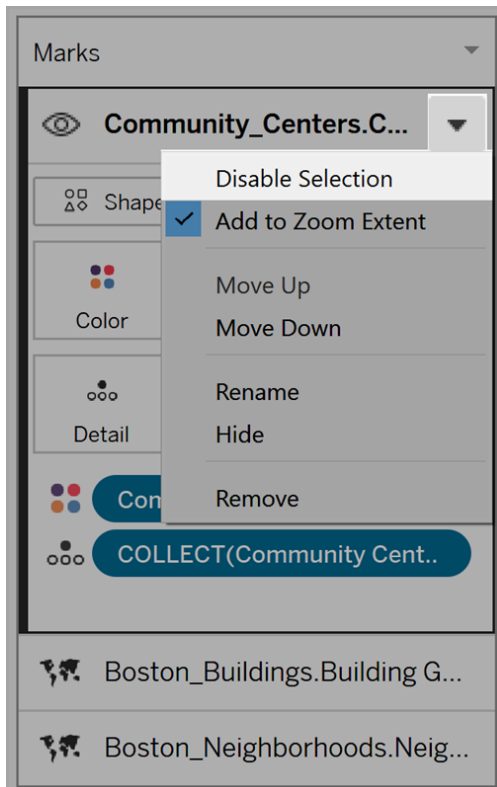 Marks
Community_Centers.C...
Disable Selection
Shape
Add to Zoom Extent
Color
Move Up
Move Down
Detail
Rename
Hide
Com
Remove
COLLECT(Community Cent..
Boston_Buildings.Building G...
Boston_Neighborhoods.Neig...